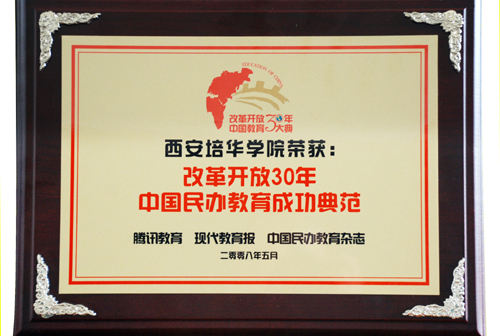 EDUCATION OF CHINA
改革开放30年
中国教育大典
西安培华学院荣获：
改革开放30年
中国民办教育成功典范
腾讯教育 现代教育报 中国民办教育杂志
二零零八年五月